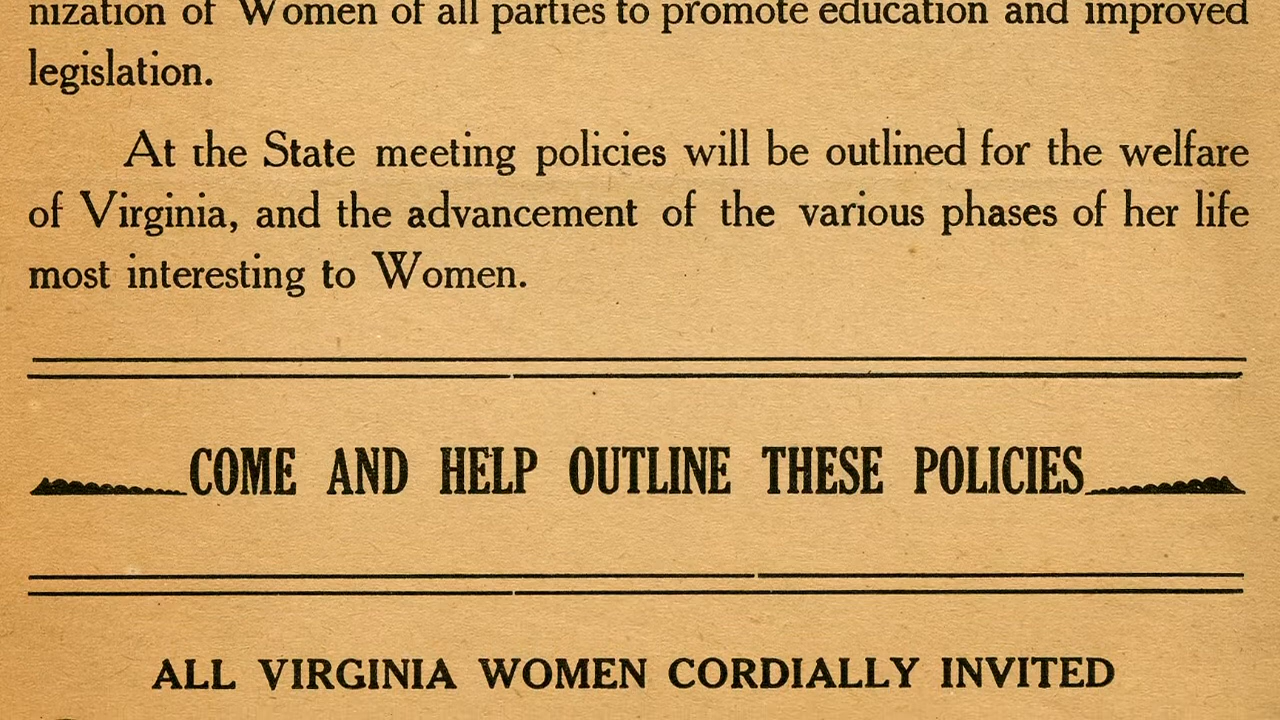 nization of Women of all parties to promote education and improved
legislation.
At the State meeting policies will be outlined for the welfare
of Virginia, and the advancement of the various phases of her life
most interesting to Women.
COME AND HELP OUTLINE THESE POLICIES
ALL VIRGINIA WOMEN CORDIALLY INVITED